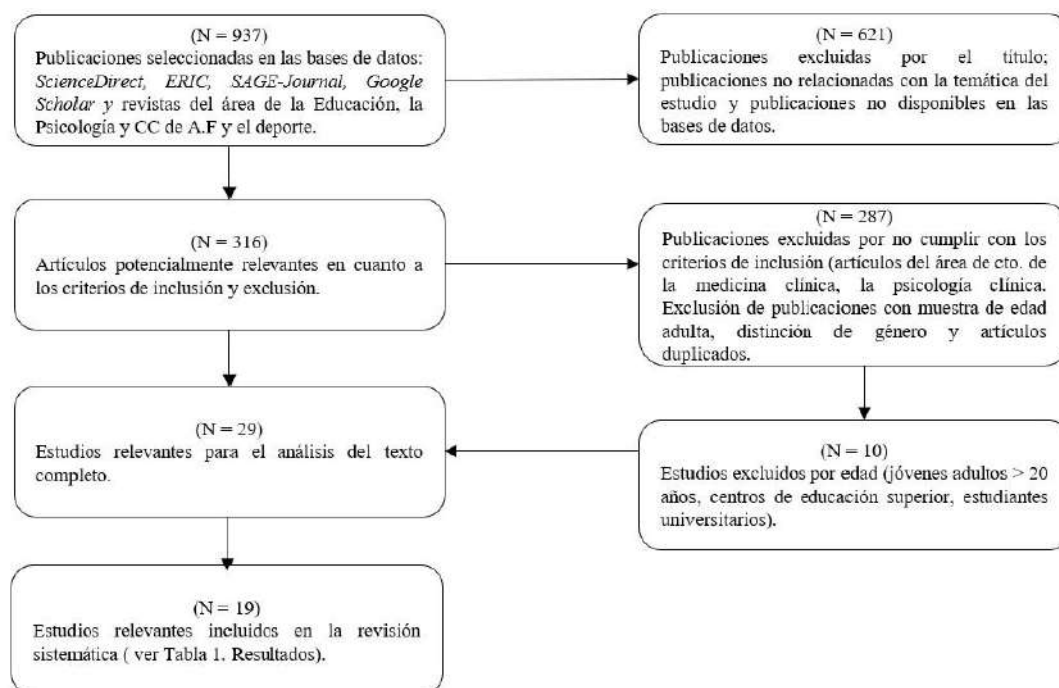 (N = 937)
Publicaciones seleccionadas en las bases de datos:
ScienceDirect, ERIC, SAGE-Journal, Google
Scholar y revistas del área de la Educación, la
Psicología y CC de A.F y el deporte.
(N = 621)
Publicaciones excluidas por el título;
publicaciones no relacionadas con la temática
del estudio y publicaciones no disponibles en las
bases de datos.
(N = 316)
Artículos potencialmente relevantes en cuanto a
los criterios de inclusión y exclusión.
(N = 287)
Publicaciones excluidas por no cumplir con los
criterios de inclusión (artículos del área de cto. de
la medicina clínica, la psicología clínica.
Exclusión de publicaciones con muestra de edad
adulta, distinción de género y artículos
duplicados.
(N = 29)
Estudios relevantes para el análisis del texto
completo.
(N = 10)
Estudios excluidos por edad (jóvenes adultos > 20
años, centros de educación superior, estudiantes
universitarios).
(N = 19)
Estudios relevantes incluidos en la revisión
sistemática ( ver Tabla 1. Resultados).